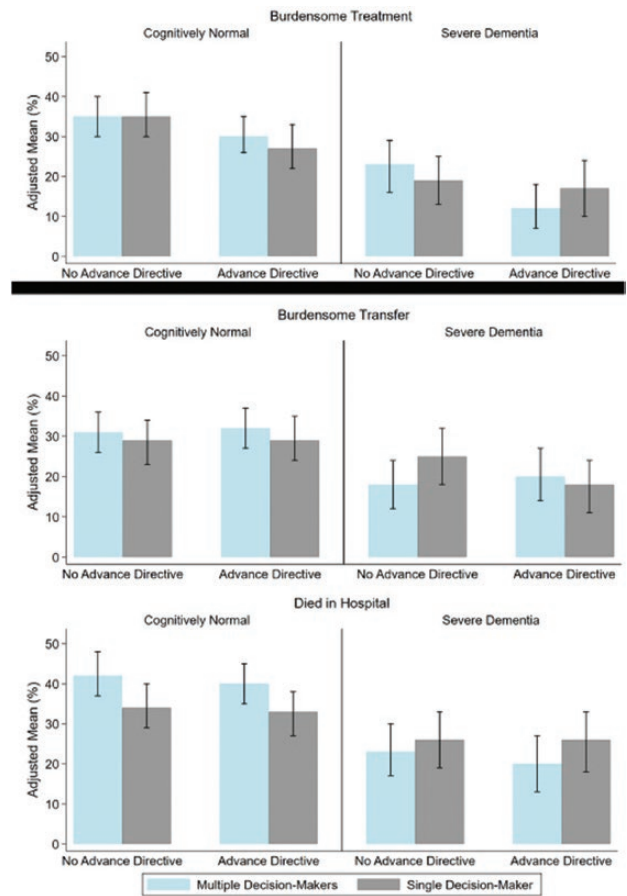 Burdensome Treatment
Cognitively Normal Severe Dementia
Adjusted Mean (%)
50
40
30
20
10
0
No Advance Directive Advance Directive No Advance Directive Advance Directive
Burdensome Transfer
Cognitively Normal Severe Dementia
Adjusted Mean (%)
50
40
30
20
10
0
No Advance Directive Advance Directive No Advance Directive Advance Directive
Died in Hospital
Cognitively Normal Severe Dementia
Adjusted Mean (%)
50
40
30
20
10
0
No Advance Directive Advance Directive No Advance Directive Advance Directive
Multiple Decision-Makers Single Decision-Maker